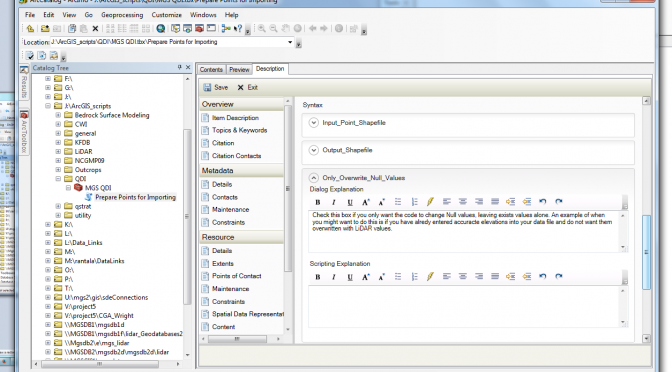 ArcCatalog - ArcInfo - J:\ArcGIS_scripts\QDI\MGS QDI.tbx\Prepare Points for Importing
File Edit View Go Geoprocessing Customize Windows Help
Location: J:\ArcGIS_scripts\QDI\MGS QDI.tbx\Prepare Points for Importing
Catalog Tree
Results
ArcToolbox
F:\
G:\
J:\
J:\ArcGIS_scripts
Bedrock Surface Modeling
CWI
general
KFDB
LiDAR
NCGMP09
Outcrops
QDI
MGS QDI
Prepare Points for Importing
qstrat
utility
K:\
L:\
L:\Data_Links
M:\
M:\rantala\DataLinks
O:\
P:\
T:\
U:\mgs2\gis\sdeConnections
V:\project5
V:\project5\CGA_Wright
\\MGSDB1\mgsdb1d
\\MGSDB1\mgsdb1f\lidar_Geodatabases2
\\Mgsdb2\e\mgs_lidar
\\MGSDB2\mgsdb2d\mgsdb2d\lidar
Contents Preview Description
Save Exit
Overview
Item Description
Topics & Keywords
Citation
Citation Contacts
Metadata
Details
Contacts
Maintenance
Constraints
Resource
Details
Extents
Points of Contact
Maintenance
Constraints
Spatial Data Representat
Content
Syntax
Input_Point_Shapefile
Output_Shapefile
Only_Overwrite_Null_Values
Dialog Explanation
B I U A A
Check this box if you only want the code to change Null values, leaving exists values alone. An example of when
you might want to do this is if you have already entered accuracte elevations into your data file and do not want them
overwritten with LiDAR values.
Scripting Explanation
B I U A A